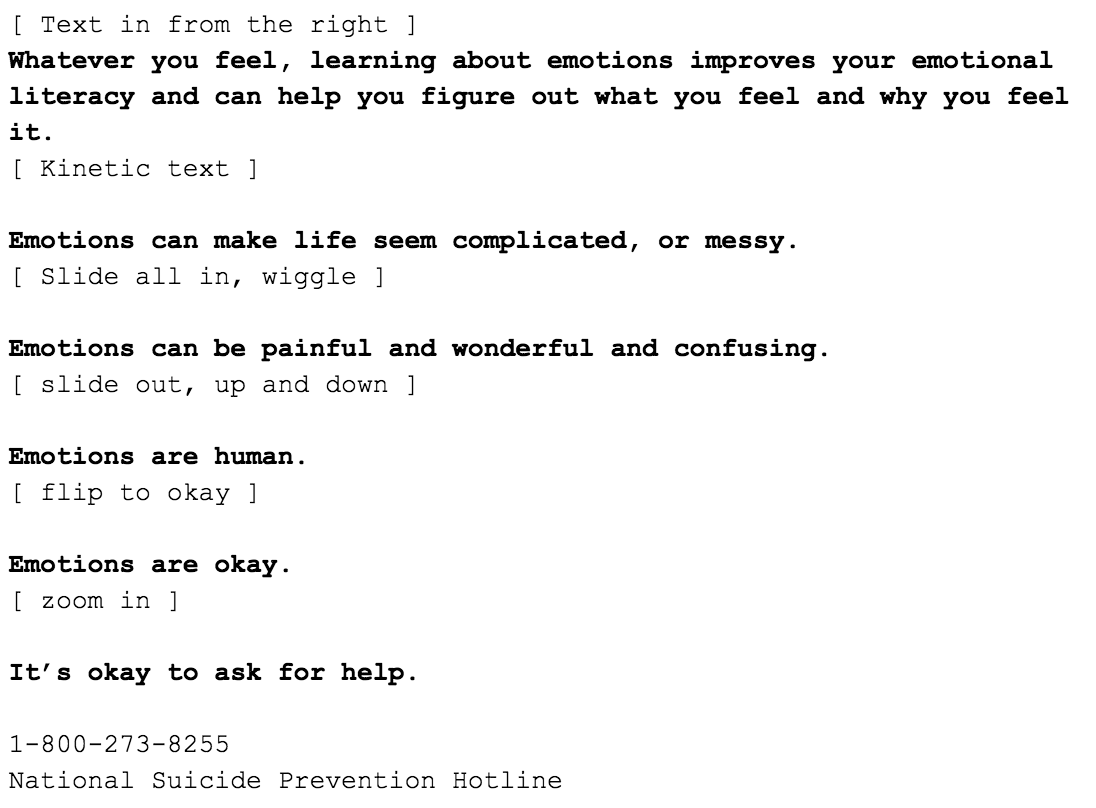 [ Text in from the right ]
Whatever you feel, learning about emotions improves your emotional
literacy and can help you figure out what you feel and why you feel
it.
[ Kinetic text ]
Emotions can make life seem complicated, or messy.
[ Slide all in, wiggle ]
Emotions can be painful and wonderful and confusing.
[ slide out, up and down ]
Emotions are human.
[ flip to okay ]
Emotions are okay.
[ zoom in ]
It’s okay to ask for help.
1-800-273-8255
National Suicide Prevention Hotline